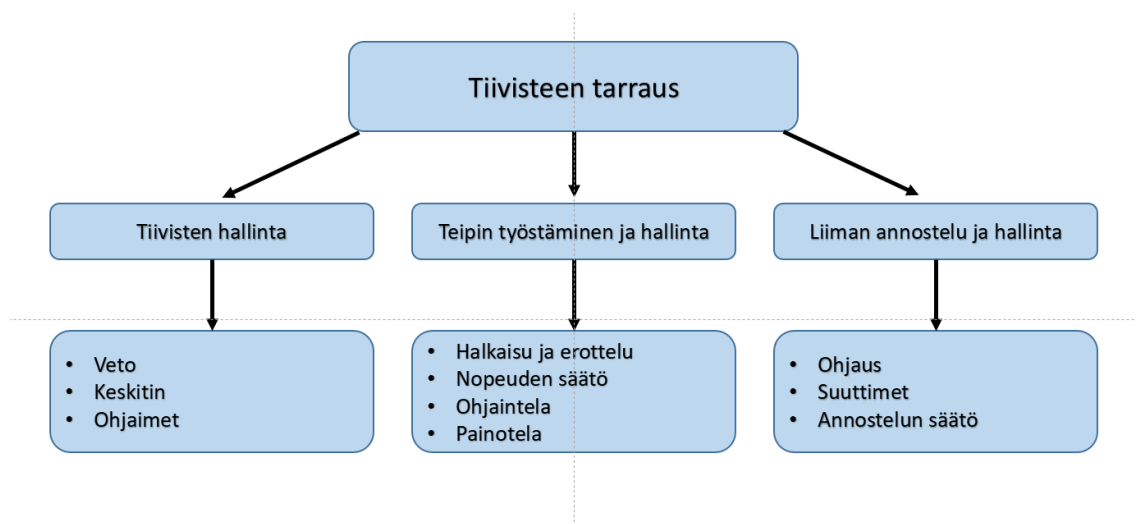 Tiivisteen tarraus
Tiivisten hallinta
Teipin työstäminen ja hallinta
Liiman annostelu ja hallinta
• Veto
• Keskitin
• Ohjaimet
• Halkaisu ja erottelu
• Nopeuden säätö
• Ohjaintela
• Painotela
• Ohjaus
• Suuttimet
• Annostelun säätö